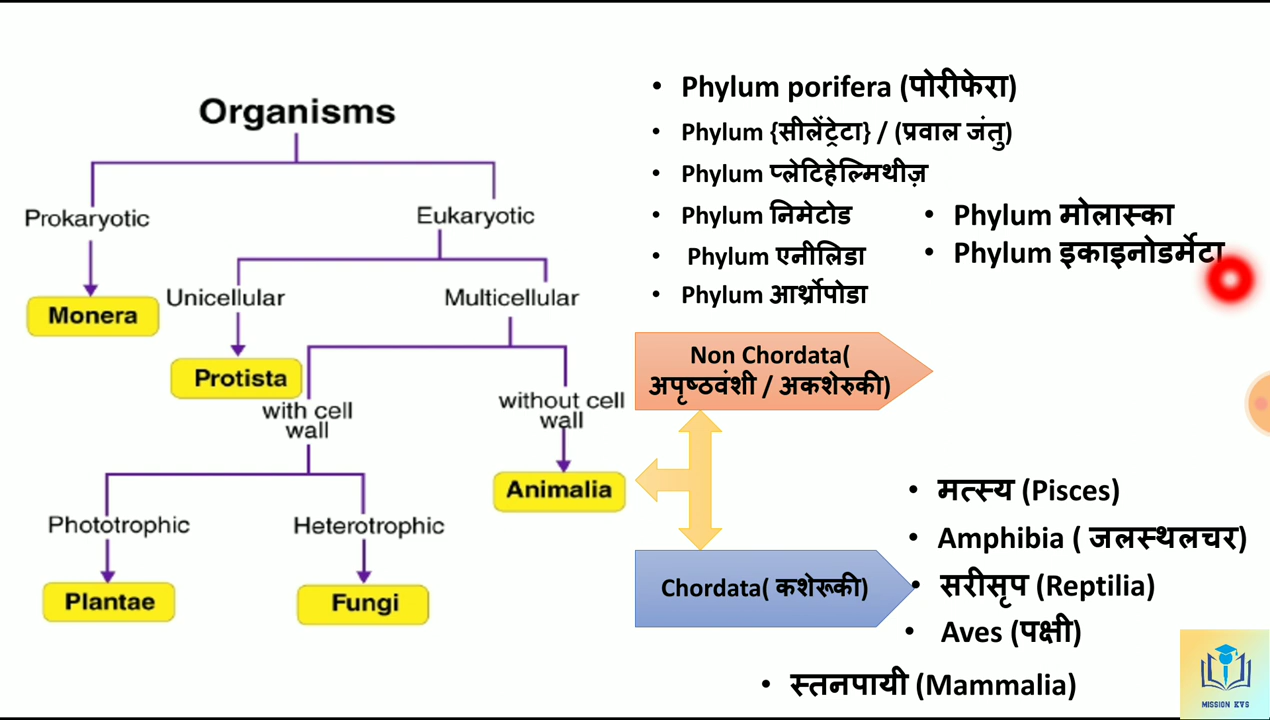 Organisms
Prokaryotic
Eukaryotic
Monera
Unicellular
Multicellular
Protista
with cell
wall
without cell
wall
Animalia
Phototrophic
Heterotrophic
Plantae
Fungi
• Phylum porifera (पोरीफेरा)
• Phylum {सीलेंट्रेटा} / (प्रवाल जंतु)
• Phylum प्लेटिहेल्मिथीज़
• Phylum निमेटोड
• Phylum एनीलिडा
• Phylum आर्थ्रोपोडा
• Phylum मोलास्का
• Phylum इकाइनोडर्मेटा
Non Chordata(
अपृष्ठवंशी / अकशेरुकी)
Chordata( कशेरूकी)
• मत्स्य (Pisces)
• Amphibia ( जलस्थलचर)
• सरीसृप (Reptilia)
• Aves (पक्षी)
• स्तनपायी (Mammalia)
MISSION KVS